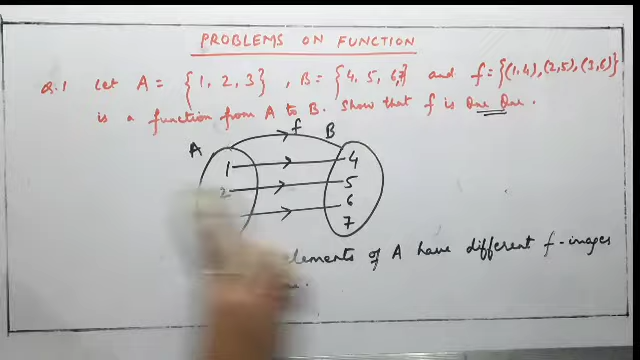 PROBLEMS ON FUNCTION
Q.1 Let A = {1, 2, 3}, B = {4, 5, 6,7} and f = {(1,4), (2,5), (3,6)}
is a function from A to B. Show that f is One One.
f
A B
1 4
2 5
6
7
elements of A have different f-images